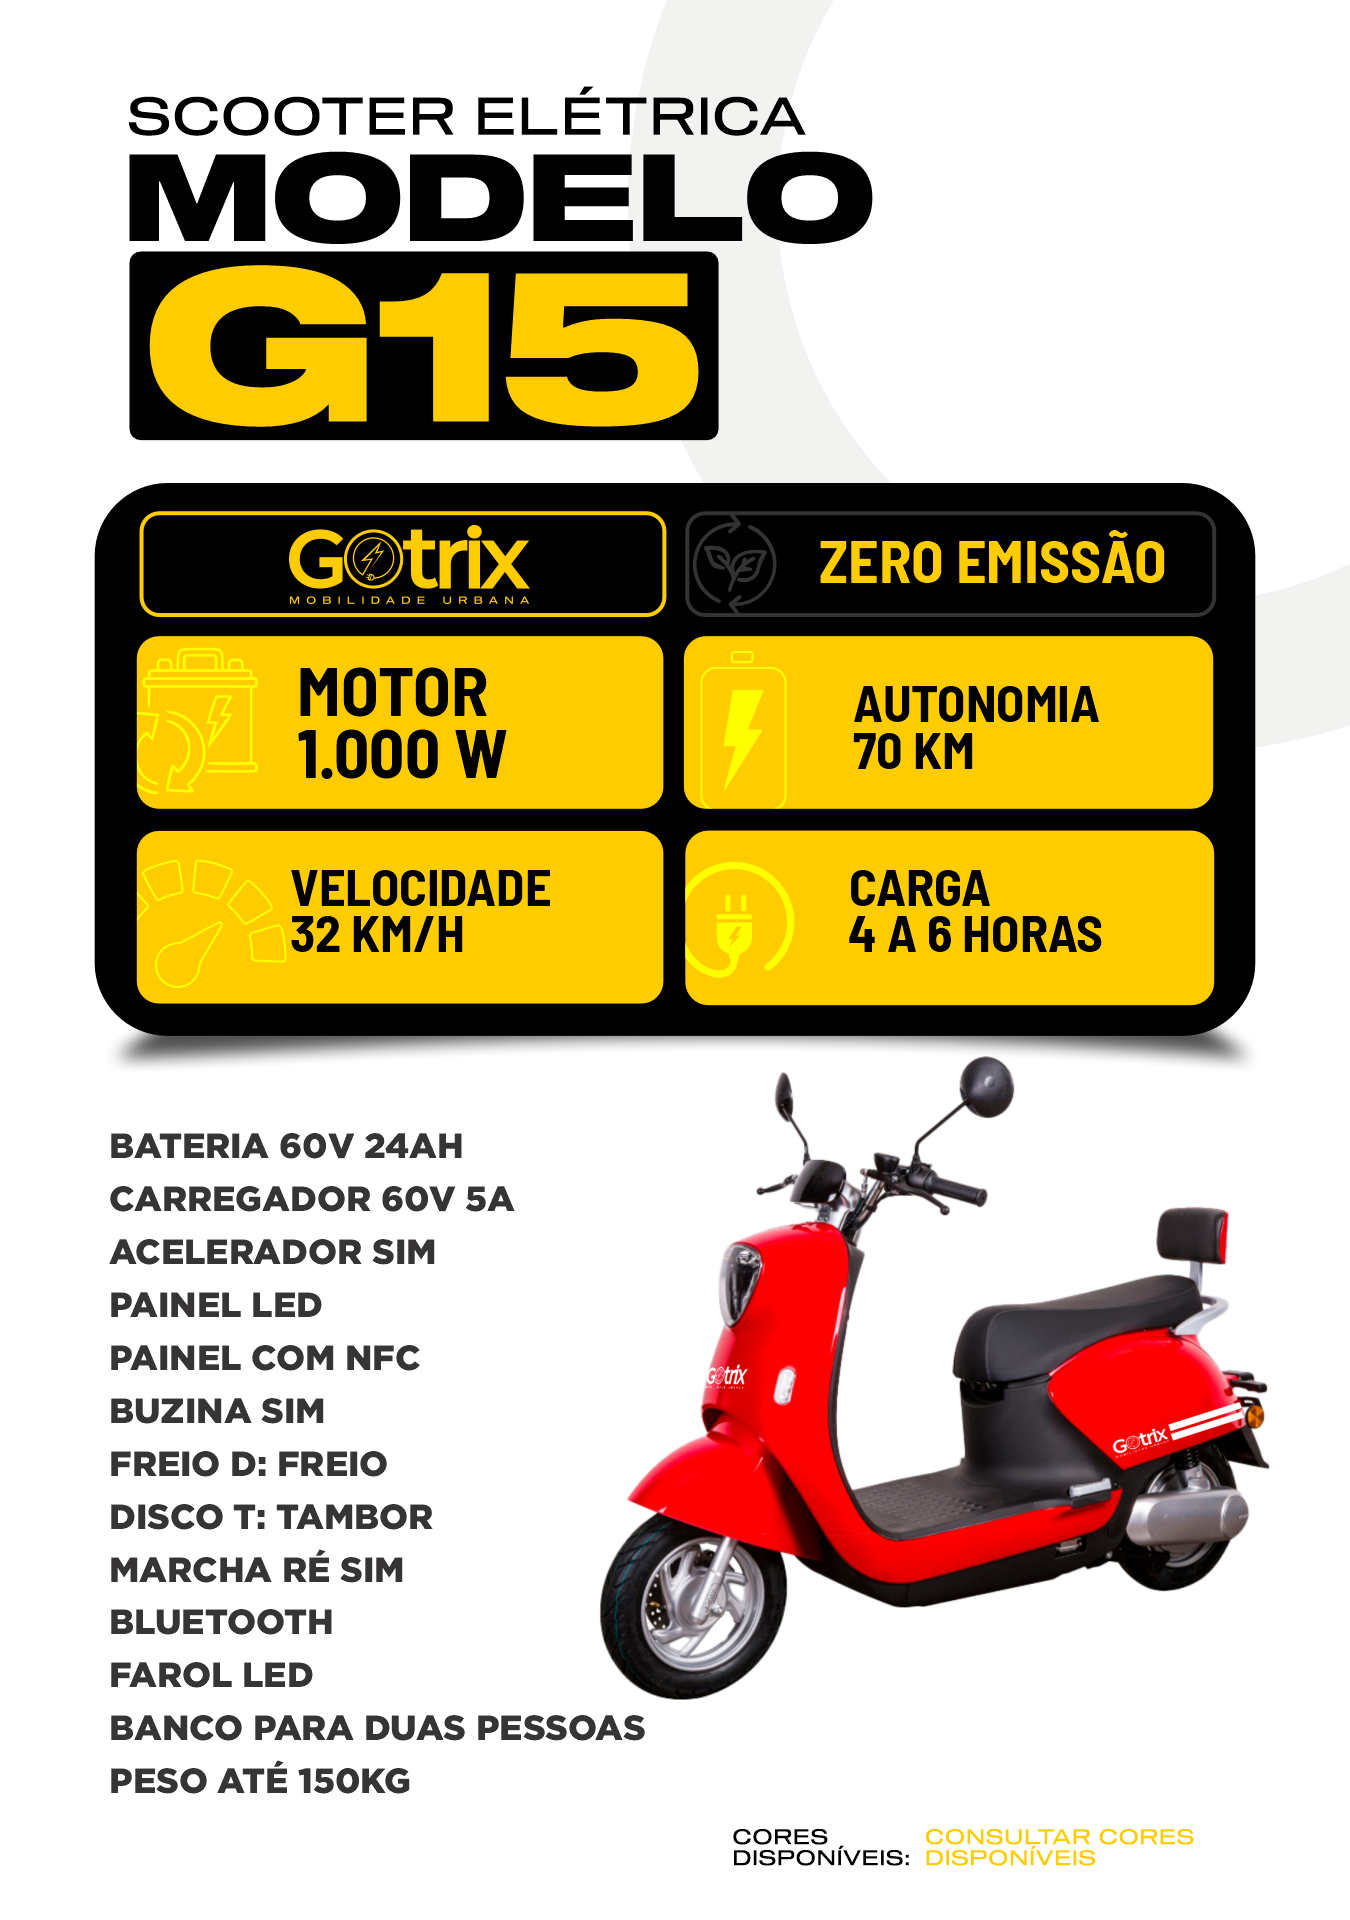 SCOOTER ELÉTRICA
MODELO
G15
Gotrix
MOBILIDADE URBANA
ZERO EMISSÃO
MOTOR
1.000 W
AUTONOMIA
70 KM
VELOCIDADE
32 KM/H
CARGA
4 A 6 HORAS
BATERIA 60V 24AH
CARREGADOR 60V 5A
ACELERADOR SIM
PAINEL LED
PAINEL COM NFC
BUZINA SIM
FREIO D: FREIO
DISCO T: TAMBOR
MARCHA RÉ SIM
BLUETOOTH
FAROL LED
BANCO PARA DUAS PESSOAS
PESO ATÉ 150KG
Gotrix
Gotrix
CORES
DISPONÍVEIS:
CONSULTAR CORES
DISPONÍVEIS